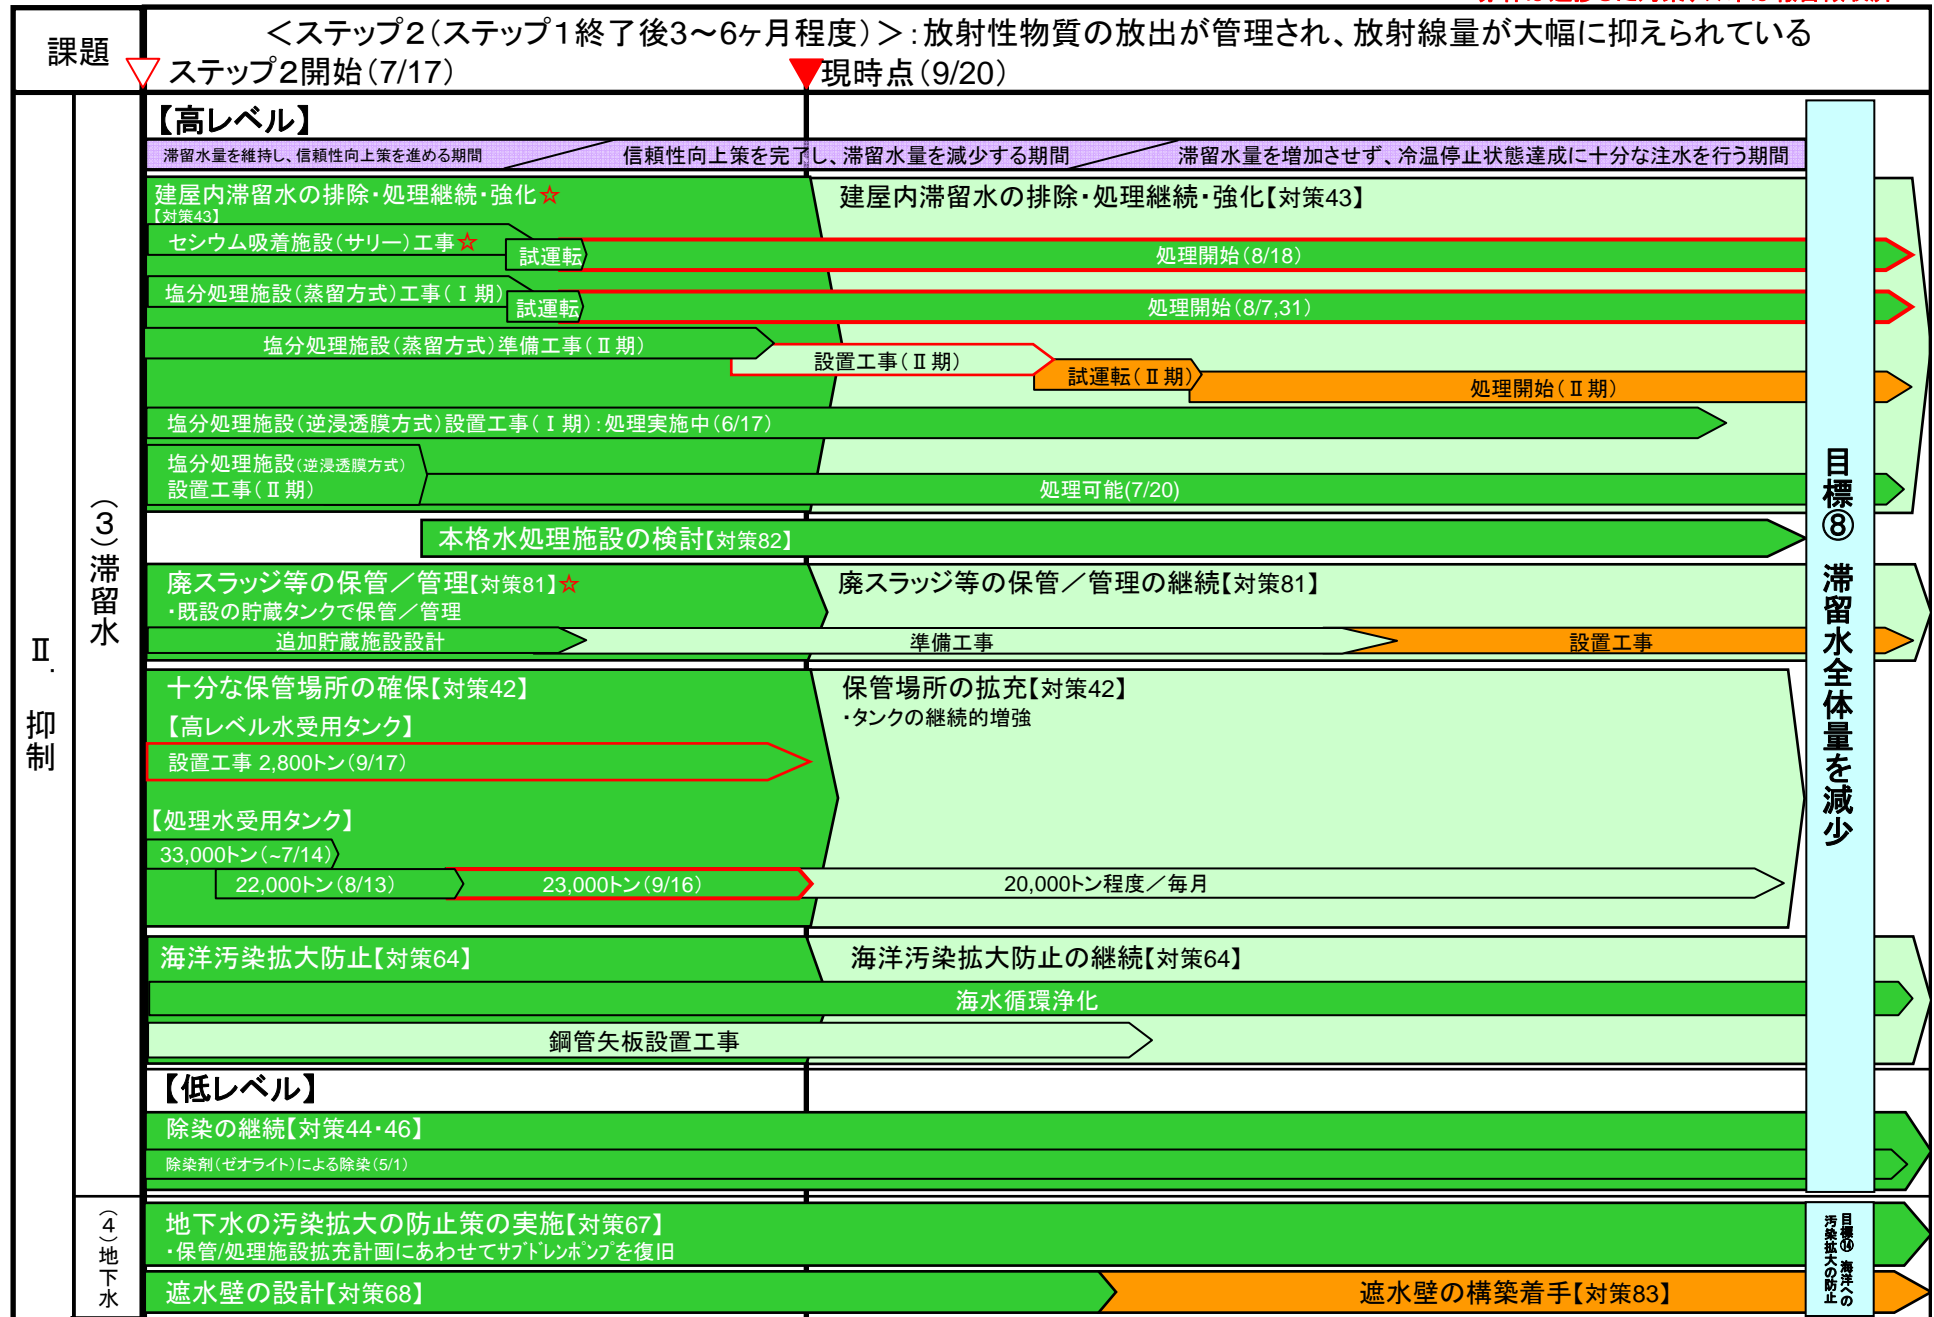 課題
＜ステップ2(ステップ1終了後3～6ヶ月程度)＞:放射性物質の放出が管理され、放射線量が大幅に抑えられている
ステップ2開始(7/17)
現時点(9/20)
Ⅱ.抑制
(3)滞留水
【高レベル】
滞留水量を維持し、信頼性向上策を進める期間
信頼性向上策を完了し、滞留水量を減少する期間
滞留水量を増加させず、冷温停止状態達成に十分な注水を行う期間
建屋内滞留水の排除・処理継続・強化☆
【対策43】
建屋内滞留水の排除・処理継続・強化【対策43】
セシウム吸着施設(サリー)工事☆
試運転
処理開始(8/18)
塩分処理施設(蒸留方式)工事(Ⅰ期)
試運転
処理開始(8/7,31)
塩分処理施設(蒸留方式)準備工事(Ⅱ期)
設置工事(Ⅱ期)
試運転(Ⅱ期)
処理開始(Ⅱ期)
塩分処理施設(逆浸透膜方式)設置工事(Ⅰ期):処理実施中(6/17)
塩分処理施設(逆浸透膜方式)
設置工事(Ⅱ期)
処理可能(7/20)
本格水処理施設の検討【対策82】
廃スラッジ等の保管／管理【対策81】☆
・既設の貯蔵タンクで保管／管理
廃スラッジ等の保管／管理の継続【対策81】
追加貯蔵施設設計
準備工事
設置工事
十分な保管場所の確保【対策42】
保管場所の拡充【対策42】
・タンクの継続的増強
【高レベル水受用タンク】
設置工事 2,800トン(9/17)
【処理水受用タンク】
33,000トン(~7/14)
22,000トン(8/13)
23,000トン(9/16)
20,000トン程度／毎月
海洋汚染拡大防止【対策64】
海洋汚染拡大防止の継続【対策64】
海水循環浄化
鋼管矢板設置工事
目標⑧ 滞留水全体量を減少
【低レベル】
除染の継続【対策44・46】
除染剤(ゼオライト)による除染(5/1)
(4)地下水
地下水の汚染拡大の防止策の実施【対策67】
・保管/処理施設拡充計画にあわせてサブドレンポンプを復旧
遮水壁の設計【対策68】
遮水壁の構築着手【対策83】
目標⑭ 海洋への
汚染拡大の防止